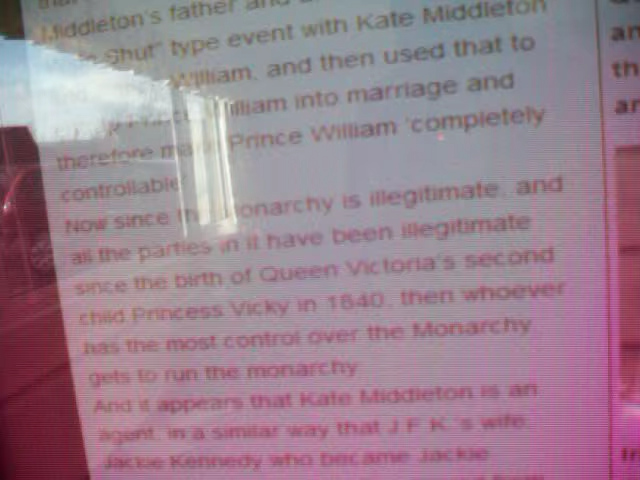 Middleton's father and
Shut" type event with Kate Middleton
William, and then used that to
William into marriage and
therefore Prince William 'completely
controllable'
Now since the monarchy is illegitimate, and
all the parties in it have been illegitimate
since the birth of Queen Victoria's second
child Princess Vicky in 1840, then whoever
has the most control over the Monarchy
gets to run the monarchy
And it appears that Kate Middleton is an
agent, in a similar way that J.F.K.'s wife,
Jackie Kennedy who became Jackie
an
th